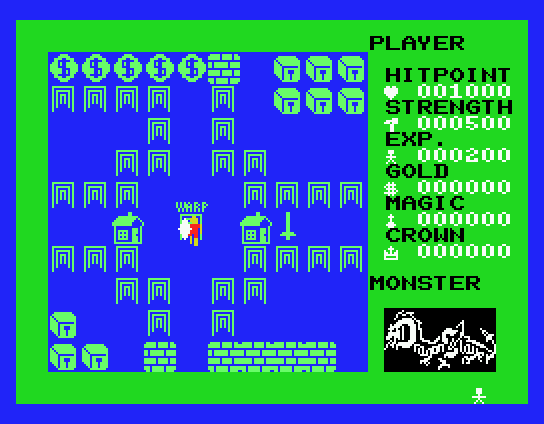 PLAYER
HITPOINT
001000
STRENGTH
000500
EXP.
000200
GOLD
000000
MAGIC
000000
CROWN
000000
WARP
MONSTER